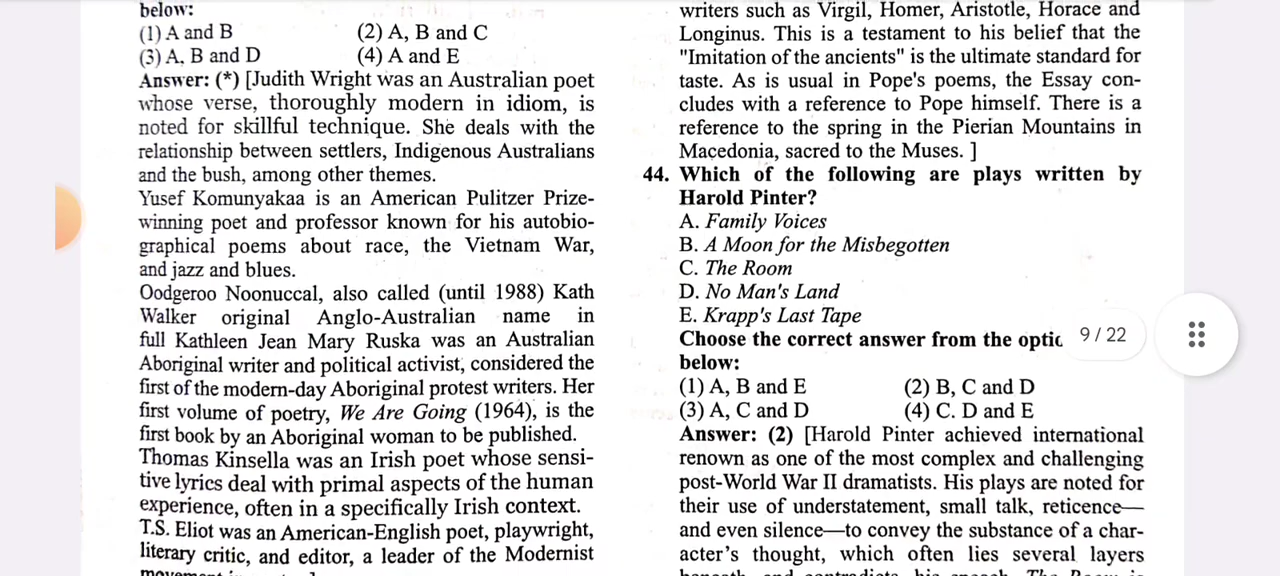 below:
(1) A and B (2) A, B and C
(3) A, B and D (4) A and E
Answer: (*) [Judith Wright was an Australian poet
whose verse, thoroughly modern in idiom, is
noted for skillful technique. She deals with the
relationship between settlers, Indigenous Australians
and the bush, among other themes.
Yusef Komunyakaa is an American Pulitzer Prize-
winning poet and professor known for his autobio-
graphical poems about race, the Vietnam War,
and jazz and blues.
Oodgeroo Noonuccal, also called (until 1988) Kath
Walker original Anglo-Australian name in
full Kathleen Jean Mary Ruska was an Australian
Aboriginal writer and political activist, considered the
first of the modern-day Aboriginal protest writers. Her
first volume of poetry, We Are Going (1964), is the
first book by an Aboriginal woman to be published.
Thomas Kinsella was an Irish poet whose sensi-
tive lyrics deal with primal aspects of the human
experience, often in a specifically Irish context.
T.S. Eliot was an American-English poet, playwright,
literary critic, and editor, a leader of the Modernist
writers such as Virgil, Homer, Aristotle, Horace and
Longinus. This is a testament to his belief that the
"Imitation of the ancients" is the ultimate standard for
taste. As is usual in Pope's poems, the Essay con-
cludes with a reference to Pope himself. There is a
reference to the spring in the Pierian Mountains in
Macedonia, sacred to the Muses. ]
44. Which of the following are plays written by
Harold Pinter?
A. Family Voices
B. A Moon for the Misbegotten
C. The Room
D. No Man's Land
E. Krapp's Last Tape
Choose the correct answer from the optic
below:
(1) A, B and E (2) B, C and D
(3) A, C and D (4) C. D and E
Answer: (2) [Harold Pinter achieved international
renown as one of the most complex and challenging
post-World War II dramatists. His plays are noted for
their use of understatement, small talk, reticence—
and even silence—to convey the substance of a char-
acter's thought, which often lies several layers
beneath, and contradicts, his speech. The Room is
9 / 22